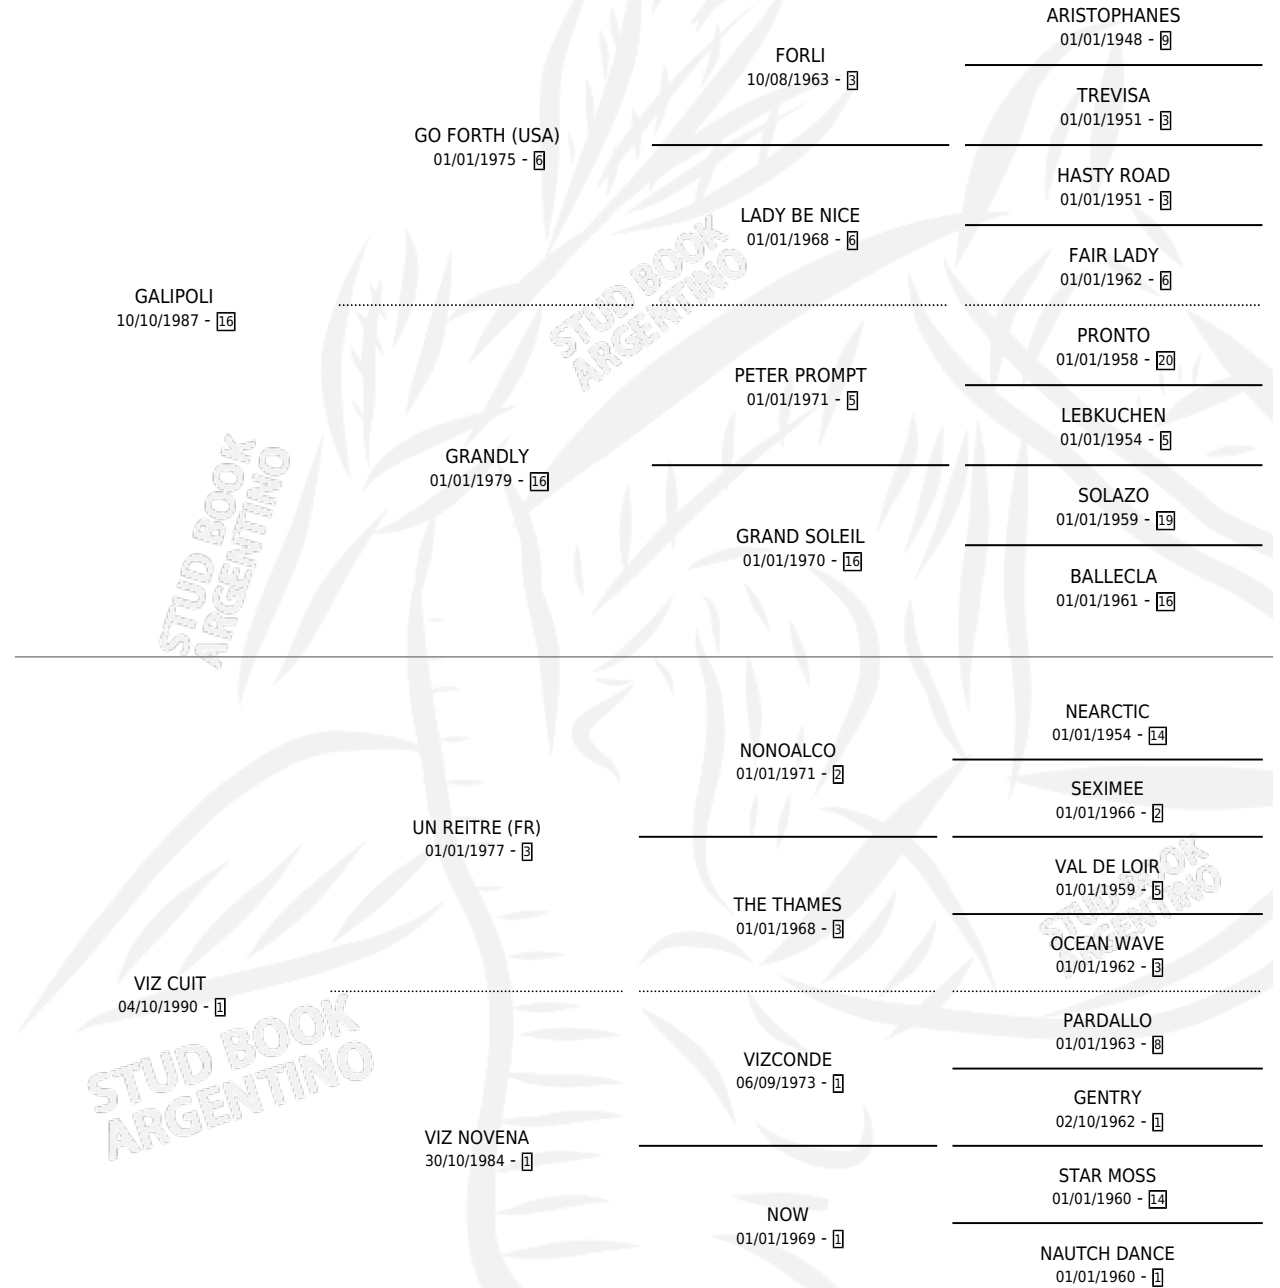 ARISTOPHANES
01/01/1948 - 9
FORLI
10/08/1963 - 3
TREVISA
01/01/1951 - 3
GO FORTH (USA)
01/01/1975 - 6
HASTY ROAD
01/01/1951 - 3
LADY BE NICE
01/01/1968 - 6
FAIR LADY
01/01/1962 - 6
GALIPOLI
10/10/1987 - 16
PRONTO
01/01/1958 - 20
PETER PROMPT
01/01/1971 - 5
LEBKUCHEN
01/01/1954 - 5
GRANDLY
01/01/1979 - 16
SOLAZO
01/01/1959 - 19
GRAND SOLEIL
01/01/1970 - 16
BALLECLA
01/01/1961 - 16
STUD BOOK
ARGENTINO
STUD BOOK
ARGENTINO
NEARCTIC
01/01/1954 - 14
NONOALCO
01/01/1971 - 2
SEXIMEE
01/01/1966 - 2
UN REITRE (FR)
01/01/1977 - 3
VAL DE LOIR
01/01/1959 - 5
THE THAMES
01/01/1968 - 3
OCEAN WAVE
01/01/1962 - 3
VIZ CUIT
04/10/1990 - 1
PARDALLO
01/01/1963 - 8
VIZCONDE
06/09/1973 - 1
GENTRY
02/10/1962 - 1
VIZ NOVENA
30/10/1984 - 1
STAR MOSS
01/01/1960 - 14
NOW
01/01/1969 - 1
NAUTCH DANCE
01/01/1960 - 1
STUD BOOK
ARGENTINO
STUD BOOK
ARGENTINO